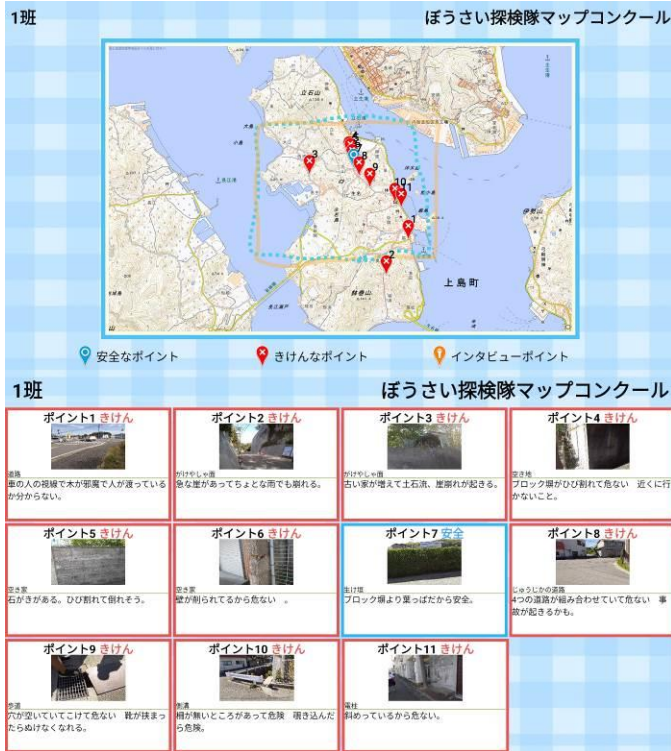 1班
ぼうさい探検隊マップコンクール
立石山
3
8
9
10
11
1
2
伊勢山
鉢巻山
上島町
安全なポイント
きけんなポイント
インタビューポイント
1班
ぼうさい探検隊マップコンクール
ポイント1 きけん
道路
車の人の視線で木が邪魔で人が渡っている
か分からない。
ポイント2 きけん
がけやしゃ面
急な崖があってちょとな雨でも崩れる。
ポイント3 きけん
がけやしゃ面
古い家が増えて土石流、崖崩れが起きる。
ポイント4 きけん
空き地
ブロック塀がひび割れて危ない 近くに行
かないこと。
ポイント5 きけん
空き家
石がきがある。ひび割れて倒れそう。
ポイント6 きけん
空き家
壁が削られてるから危ない 。
ポイント7 安全
生け垣
ブロック塀より葉っぱだから安全。
ポイント8 きけん
じゅうじかの道路
4つの道路が組み合わせていて危ない 事
故が起きるかも。
ポイント9 きけん
歩道
穴が空いていてこけて危ない 靴が挟まっ
たらぬけなくなれる。
ポイント10 きけん
側溝
柵が無いところがあって危険 覗き込んだ
ら危険。
ポイント11 きけん
電柱
斜めっているから危ない。